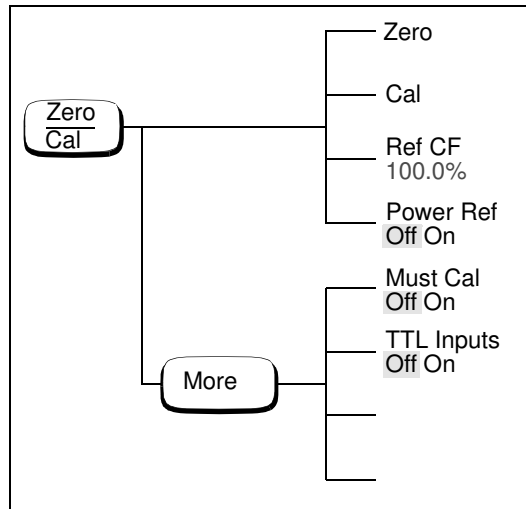 Zero
Cal
Zero
Cal
Ref CF
100.0%
Power Ref
Off On
More
Must Cal
Off On
TTL Inputs
Off On